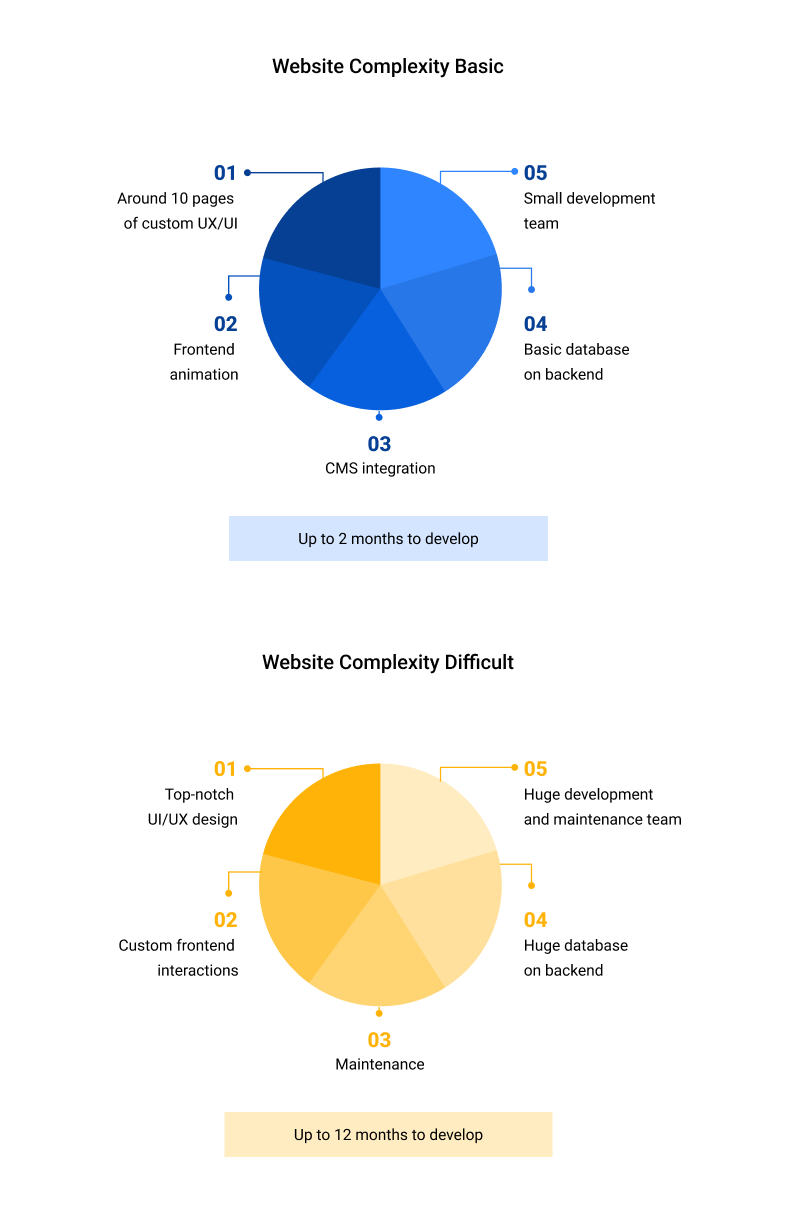 Website Complexity Basic
01
Around 10 pages
of custom UX/UI
02
Frontend
animation
03
CMS integration
04
Basic database
on backend
05
Small development
team
Up to 2 months to develop
Website Complexity Difficult
01
Top-notch
UI/UX design
02
Custom frontend
interactions
03
Maintenance
04
Huge database
on backend
05
Huge development
and maintenance team
Up to 12 months to develop